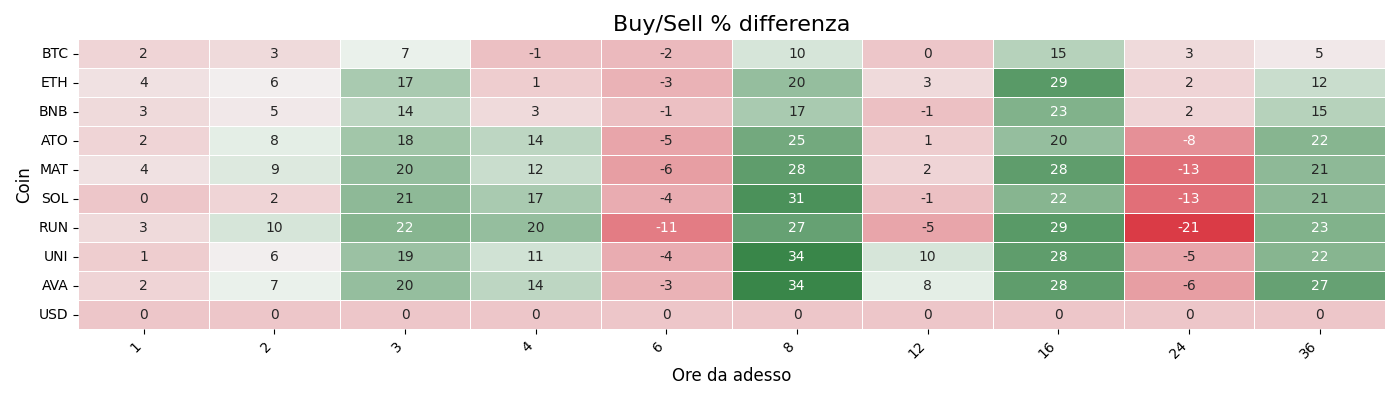 Buy/Sell % differenza
Coin
BTC 2 3 7 -1 -2 10 0 15 3 5
ETH 4 6 17 1 -3 20 3 29 2 12
BNB 3 5 14 3 -1 17 -1 23 2 15
ATO 2 8 18 14 -5 25 1 20 -8 22
MAT 4 9 20 12 -6 28 2 28 -13 21
SOL 0 2 21 17 -4 31 -1 22 -13 21
RUN 3 10 22 20 -11 27 -5 29 -21 23
UNI 1 6 19 11 -4 34 10 28 -5 22
AVA 2 7 20 14 -3 34 8 28 -6 27
USD 0 0 0 0 0 0 0 0 0 0
1 2 3 4 6 8 12 16 24 36
Ore da adesso